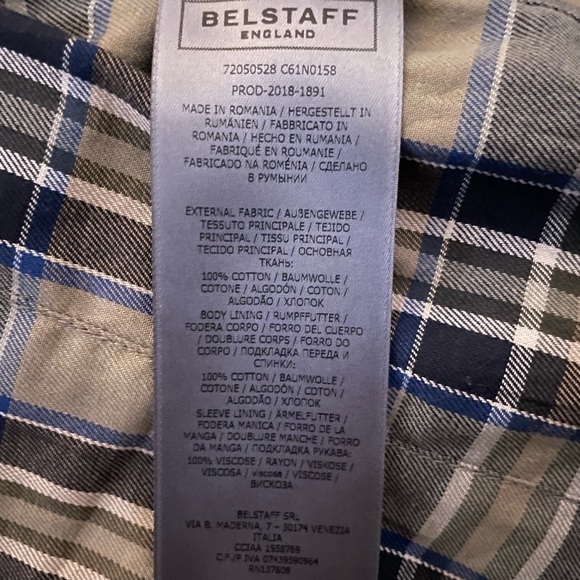 BELSTAFF
ENGLAND
72050528 C61N0158
PROD-2018-1891
MADE IN ROMANIA / HERGESTELLT IN
RUMÄNIEN / FABBRICATO IN
ROMANIA / HECHO EN RUMANIA /
FABRIQUÉ EN ROUMANIE /
FABRICADO NA ROMÉNIA / СДЕЛАНО
В РУМЫНИИ
EXTERNAL FABRIC / AUßENGEWEBE /
TESSUTO PRINCIPALE / TEJIDO
PRINCIPAL / TISSU PRINCIPAL /
TECIDO PRINCIPAL / ОСНОВНАЯ
ТКАНЬ:
100% COTTON / BAUMWOLLE /
COTONE / ALGODÓN / COTON /
ALGODÃO / ХЛОПОК
BODY LINING / RUMPFFUTTER /
FODERA CORPO / FORRO DEL CUERPO
/ DOUBLURE CORPS / FORRO DO
CORPO / ПОДКЛАДКА ПЕРЕДА И
СПИНКИ:
100% COTTON / BAUMWOLLE /
COTONE / ALGODÓN / COTON /
ALGODÃO / ХЛОПОК
SLEEVE LINING / ÄRMELFUTTER /
FODERA MANICA / FORRO DE LA
MANGA / DOUBLURE MANCHE / FORRO
DA MANGA / ПОДКЛАДКА РУКАВА:
100% VISCOSE / RAYON / VISKOSE /
VISCOSA / viscose / VISCOSE /
ВИСКОЗА
BELSTAFF SRL
VIA B. MADERNA, 7 - 30174 VENEZIA
ITALIA
CCIAA 1938769
C.F./P.IVA 07439390964
RN137608